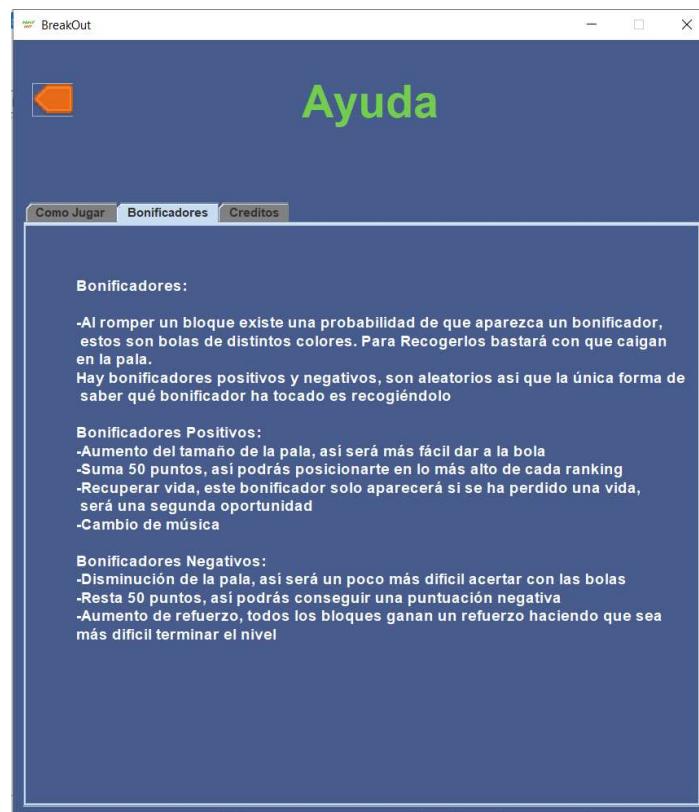 BreakOut
Ayuda
Como Jugar
Bonificadores
Creditos
Bonificadores:
-Al romper un bloque existe una probabilidad de que aparezca un bonificador,
estos son bolas de distintos colores. Para Recogerlos bastará con que caigan
en la pala.
Hay bonificadores positivos y negativos, son aleatorios asi que la única forma de
saber qué bonificador ha tocado es recogiéndolo
Bonificadores Positivos:
-Aumento del tamaño de la pala, así será más fácil dar a la bola
-Suma 50 puntos, así podrás posicionarte en lo más alto de cada ranking
-Recuperar vida, este bonificador solo aparecerá si se ha perdido una vida,
será una segunda oportunidad
-Cambio de música
Bonificadores Negativos:
-Disminución de la pala, asi será un poco más dificil acertar con las bolas
-Resta 50 puntos, así podrás conseguir una puntuación negativa
-Aumento de refuerzo, todos los bloques ganan un refuerzo haciendo que sea
más dificil terminar el nivel